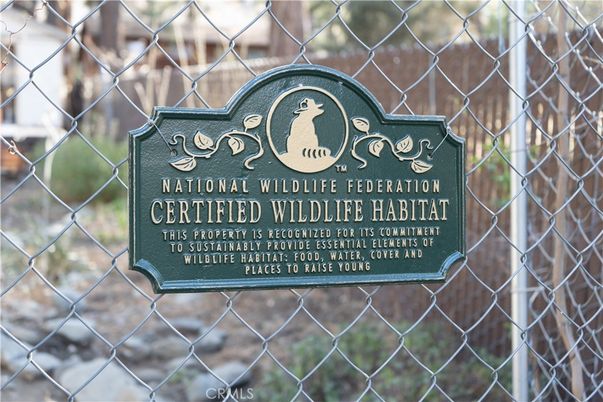 TM
NATIONAL WILDLIFE FEDERATION
CERTIFIED WILDLIFE HABITAT
THIS PROPERTY IS RECOGNIZED FOR ITS COMMITMENT
TO SUSTAINABLY PROVIDE ESSENTIAL ELEMENTS OF
WILDLIFE HABITAT: FOOD, WATER, COVER AND
PLACES TO RAISE YOUNG
CRMLS